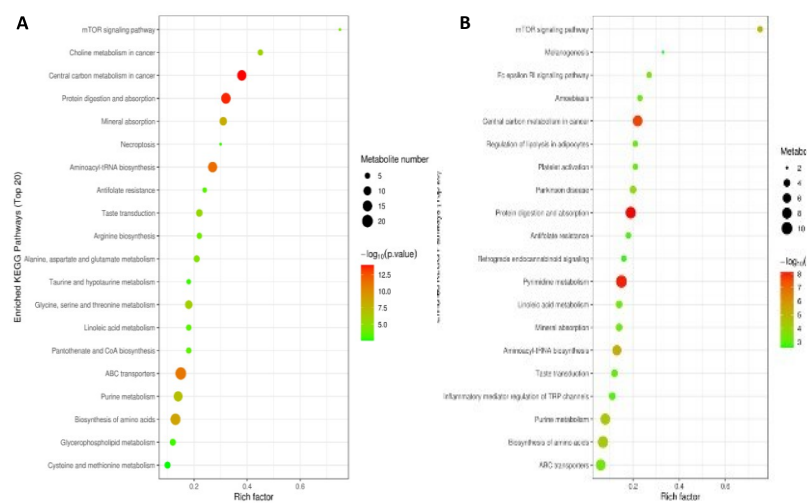 A
B
mTOR signaling pathway
Choline metabolism in cancer
Central carbon metabolism in cancer
Protein digestion and absorption
Mineral absorption
Necroptosis
Aminoacyl-tRNA biosynthesis
Antifolate resistance
Taste transduction
Arginine biosynthesis
Alanine, aspartate and glutamate metabolism
Taurine and hypotaurine metabolism
Glycine, serine and threonine metabolism
Linoleic acid metabolism
Pantothenate and CoA biosynthesis
ABC transporters
Purine metabolism
Biosynthesis of amino acids
Glycerophospholipid metabolism
Cysteine and methionine metabolism
Enriched KEGG Pathways (Top 20)
0.2 0.4 0.6
Rich factor
Metabolite number
5
10
15
20
−log10(p.value)
12.5
10.0
7.5
5.0
mTOR signaling pathway
Melanogenesis
Fc epsilon RI signaling pathway
Amoebiasis
Central carbon metabolism in cancer
Regulation of lipolysis in adipocytes
Platelet activation
Parkinson disease
Protein digestion and absorption
Antifolate resistance
Retrograde endocannabinoid signaling
Pyrimidine metabolism
Linoleic acid metabolism
Mineral absorption
Aminoacyl-tRNA biosynthesis
Taste transduction
Inflammatory mediator regulation of TRP channels
Purine metabolism
Biosynthesis of amino acids
ABC transporters
0.2 0.4 0.6
Rich factor
Metabo
2
4
6
8
10
−log10(
8
7
6
5
4
3